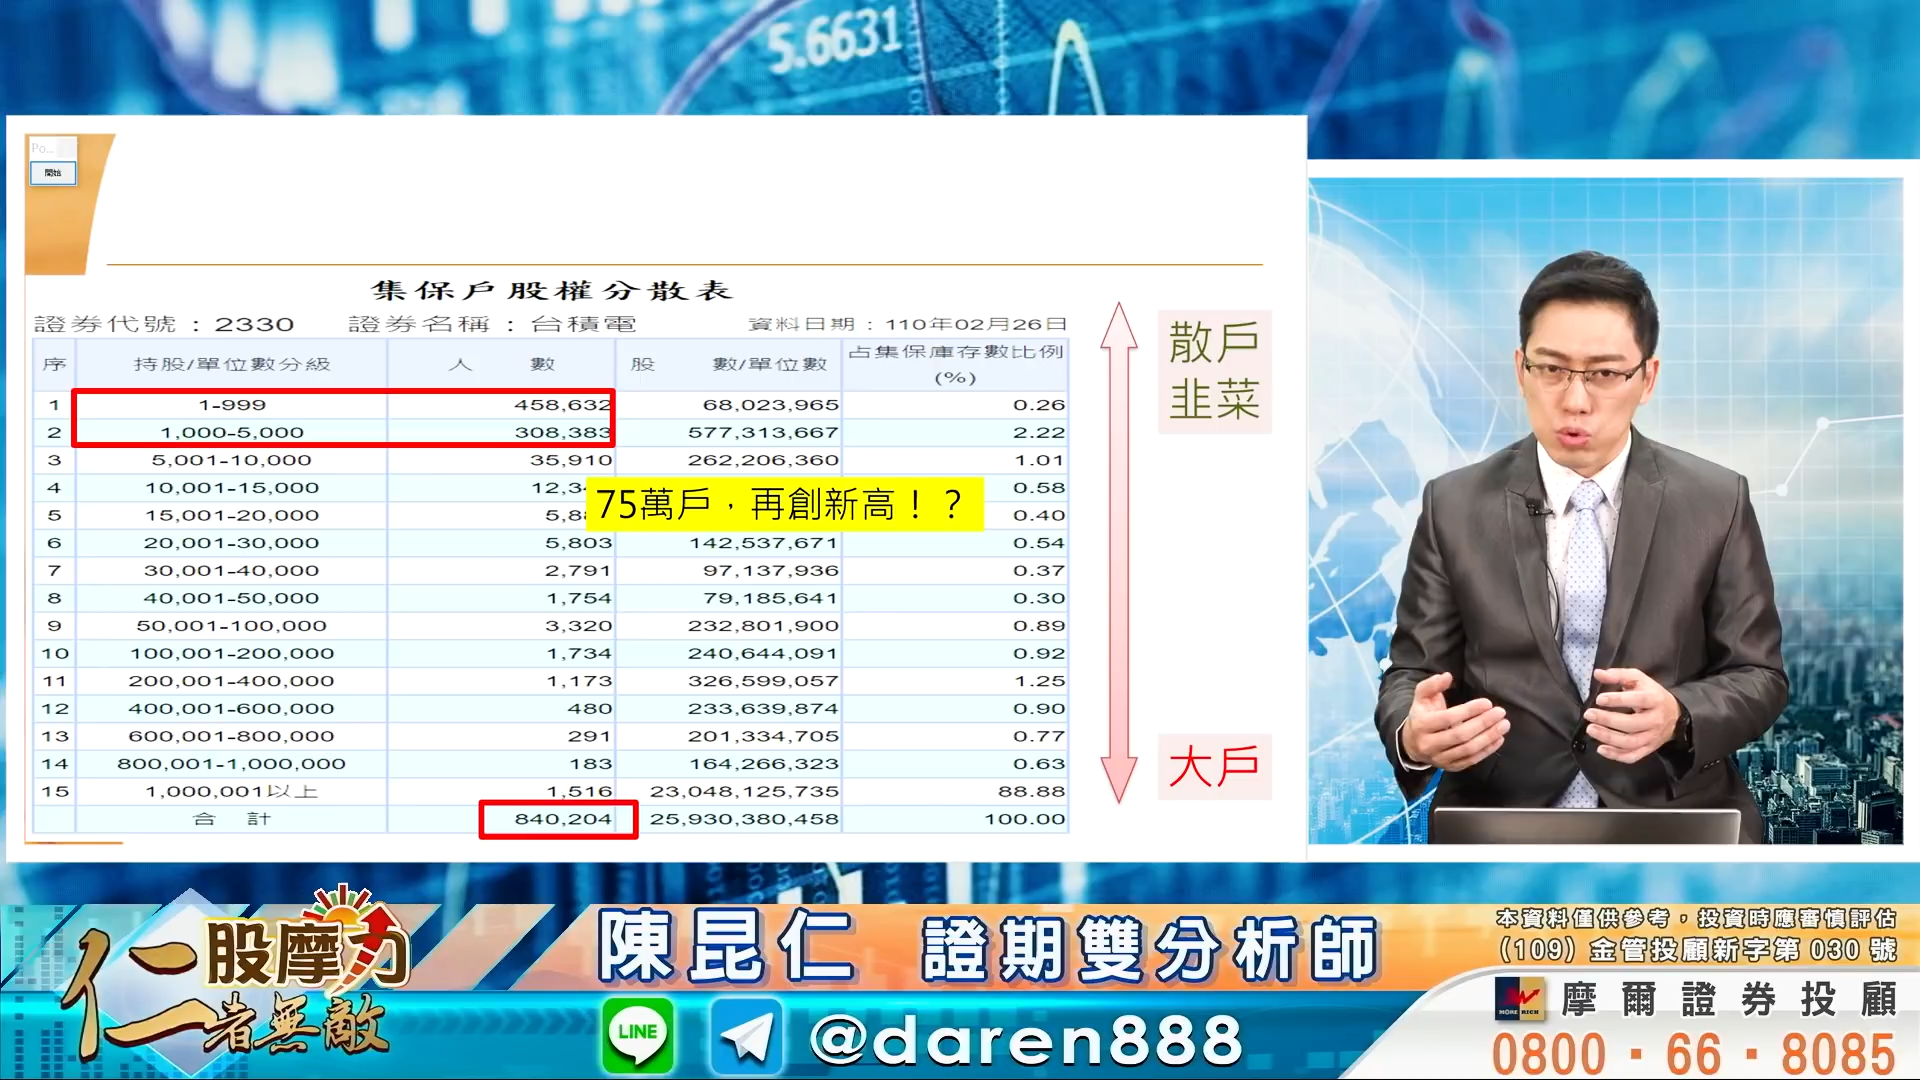 5.6631
Po...
開始
集保戶股權分散表
證券代號：2330 證券名稱：台積電 資料日期：110年02月26日
序 持股/單位數分級 人 數 股 數/單位數 占集保庫存數比例(%)
1 1-999 458,632 68,023,965 0.26
2 1,000-5,000 308,383 577,313,667 2.22
3 5,001-10,000 35,910 262,206,360 1.01
4 10,001-15,000 12,3 0.58
5 15,001-20,000 5,8 0.40
6 20,001-30,000 5,803 142,537,671 0.54
7 30,001-40,000 2,791 97,137,936 0.37
8 40,001-50,000 1,754 79,185,641 0.30
9 50,001-100,000 3,320 232,801,900 0.89
10 100,001-200,000 1,734 240,644,091 0.92
11 200,001-400,000 1,173 326,599,057 1.25
12 400,001-600,000 480 233,639,874 0.90
13 600,001-800,000 291 201,334,705 0.77
14 800,001-1,000,000 183 164,266,323 0.63
15 1,000,001以上 1,516 23,048,125,735 88.88
合 計 840,204 25,930,380,458 100.00
75萬戶，再創新高！？
散戶
韭菜
大戶
股摩力
仁者無敵
陳昆仁 證期雙分析師
LINE
@daren888
本資料僅供參考，投資時應審慎評估
(109) 金管投顧新字第 030 號
MORE RICH
摩爾證券投顧
0800·66·8085